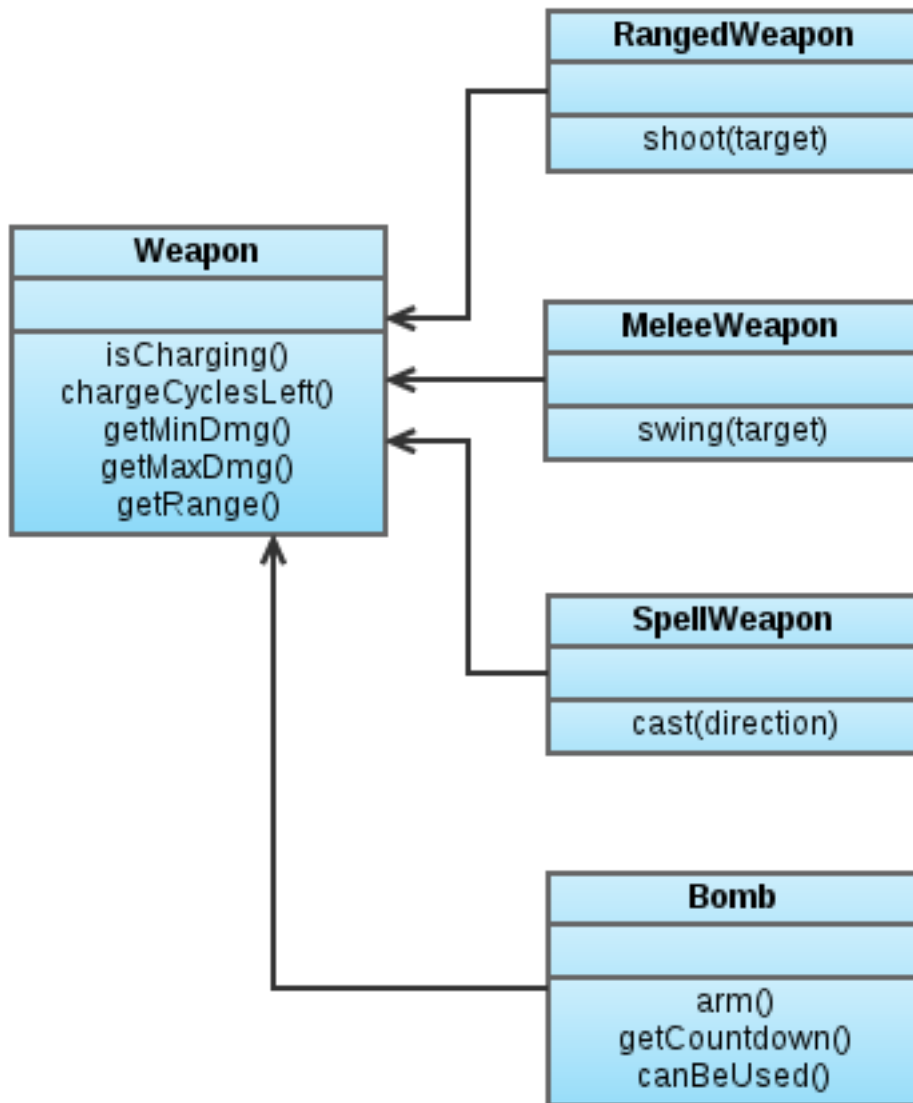 RangedWeapon
shoot(target)
Weapon
isCharging()
chargeCyclesLeft()
getMinDmg()
getMaxDmg()
getRange()
MeleeWeapon
swing(target)
SpellWeapon
cast(direction)
Bomb
arm()
getCountdown()
canBeUsed()